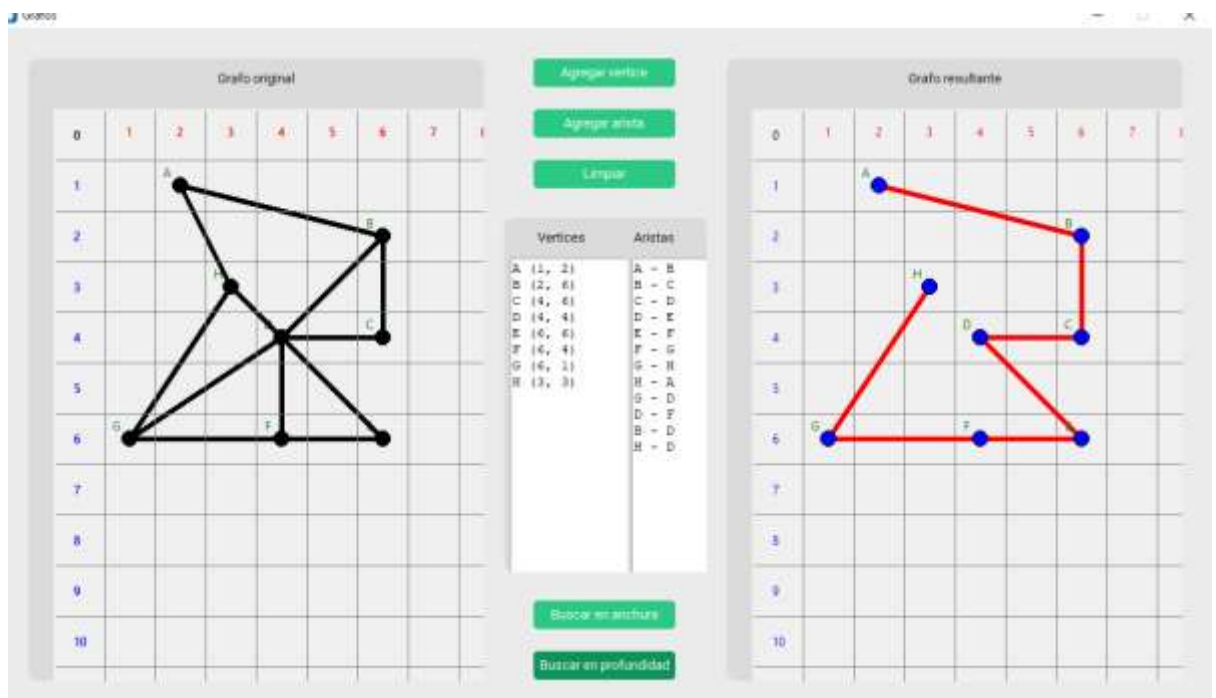 Grafos
Grafo original
0 1 2 3 4 5 6 7 8
1
2
3
4
5
6
7
8
9
10
A
B
H
C
G
F
Agregar vertice
Agregar arista
Limpiar
Vertices Aristas
A (1, 2) A - B
B (2, 6) B - C
C (4, 6) C - D
D (4, 4) D - E
E (6, 6) E - F
F (6, 4) F - G
G (6, 1) G - H
H (3, 3) H - A
G - D
D - F
B - D
H - D
Buscar en anchura
Buscar en profundidad
Grafo resultante
0 1 2 3 4 5 6 7
1
2
3
4
5
6
7
8
9
10
A
B
H
D
C
G
F